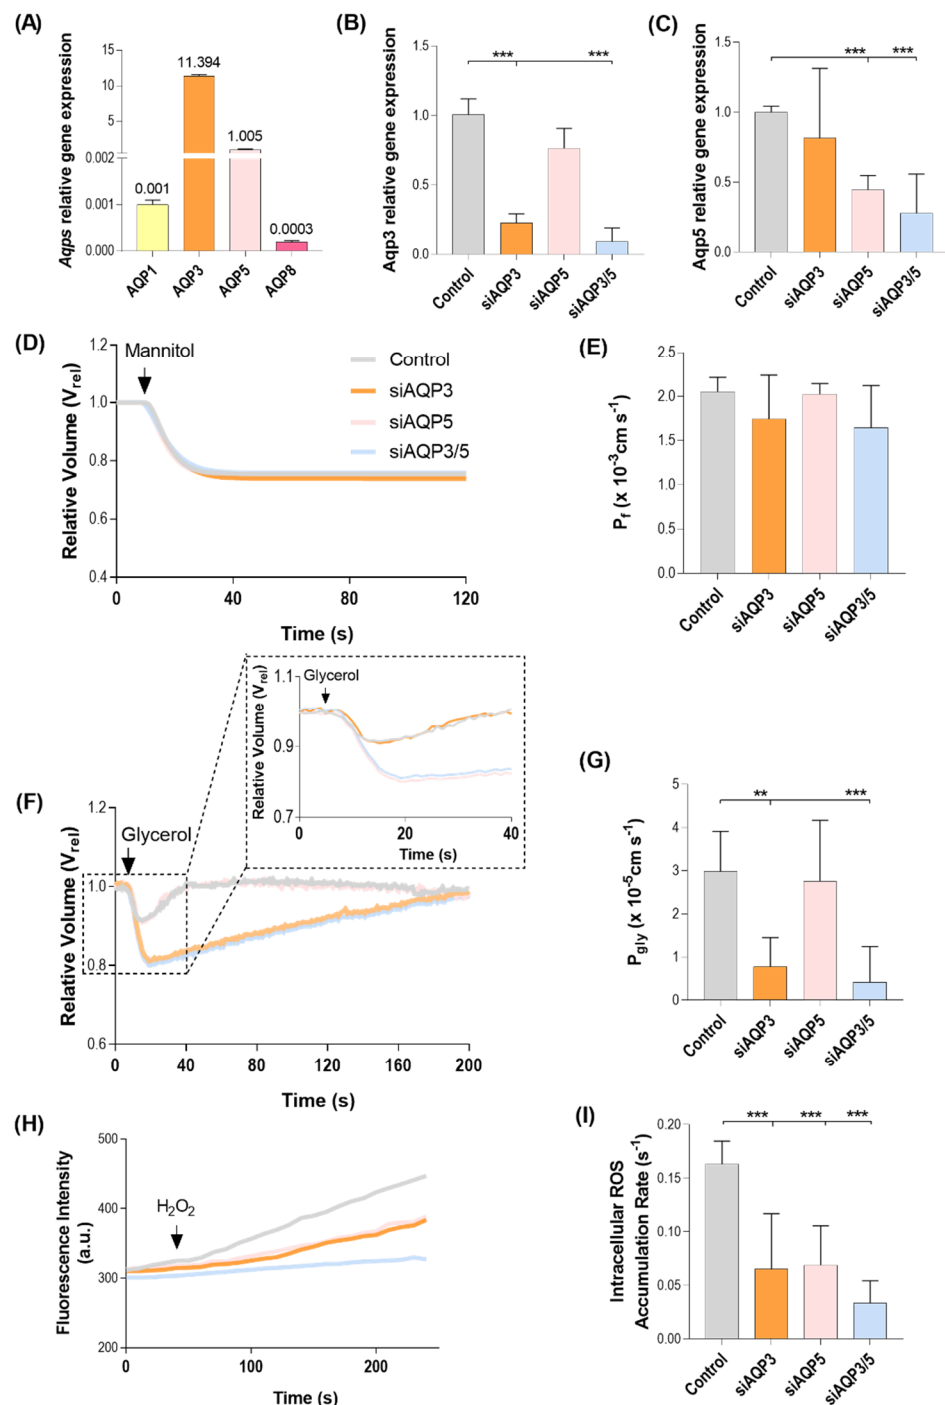 (A)
Aqps relative gene expression
15
10
5
0.002
0.001
0.000
0.001
11.394
1.005
0.0003
AQP1
AQP3
AQP5
AQP8
(B)
Aqp3 relative gene expression
1.5
1.0
0.5
0.0
***
***
Control
siAQP3
siAQP5
siAQP3/5
(C)
Aqp5 relative gene expression
1.5
1.0
0.5
0.0
***
***
Control
siAQP3
siAQP5
siAQP3/5
(D)
Relative Volume (Vrel)
1.2
1.0
0.8
0.6
0.4
Mannitol
Control
siAQP3
siAQP5
siAQP3/5
0
40
80
120
Time (s)
(E)
Pf (x 10-3cm s-1)
2.5
2.0
1.5
1.0
0.5
0.0
Control
siAQP3
siAQP5
siAQP3/5
(F)
Relative Volume (Vrel)
1.2
1.0
0.8
0.6
Glycerol
0
40
80
120
160
200
Time (s)
Relative Volume (Vrel)
1.1
0.9
0.7
Glycerol
0
20
40
Time (s)
(G)
Pgly (x 10-5cm s-1)
5
4
3
2
1
0
**
***
Control
siAQP3
siAQP5
siAQP3/5
(H)
Fluorescence Intensity
(a.u.)
500
400
300
200
H2O2
0
100
200
Time (s)
(I)
Intracellular ROS
Accumulation Rate (s-1)
0.20
0.15
0.10
0.05
0.00
***
***
***
Control
siAQP3
siAQP5
siAQP3/5